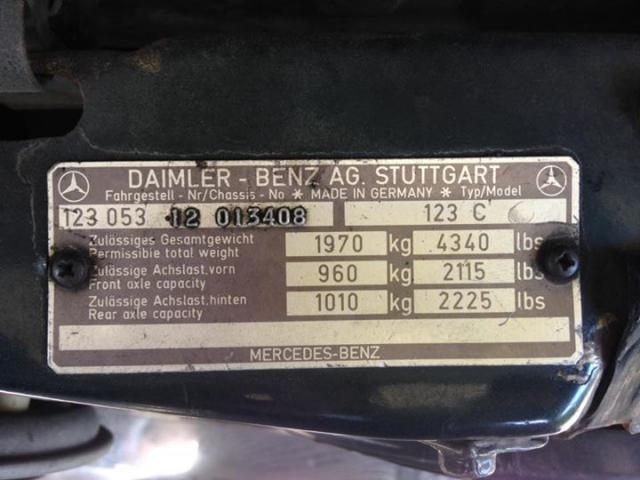 DAIMLER - BENZ AG. STUTTGART
Fahrgestell - Nr/Chassis - No * MADE IN GERMANY * Typ/Model
123 053 12 013408 123 C
Zulässiges Gesamtgewicht
Permissible total weight 1970 kg 4340 lbs
Zulässige Achslast.vorn
Front axle capacity 960 kg 2115 lbs
Zulässige Achslast.hinten
Rear axle capacity 1010 kg 2225 lbs
MERCEDES-BENZ